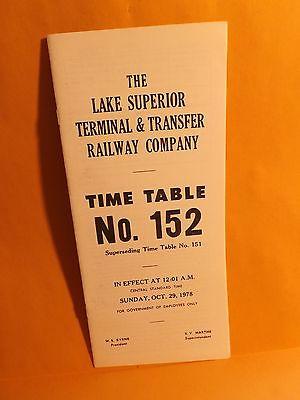 THE
LAKE SUPERIOR
TERMINAL & TRANSFER
RAILWAY COMPANY
TIME TABLE
No. 152
Superseding Time Table No. 151
IN EFFECT AT 12:01 A.M.
CENTRAL STANDARD TIME
SUNDAY, OCT. 29, 1978
FOR GOVERNMENT OF EMPLOYEES ONLY
President
Superintendent